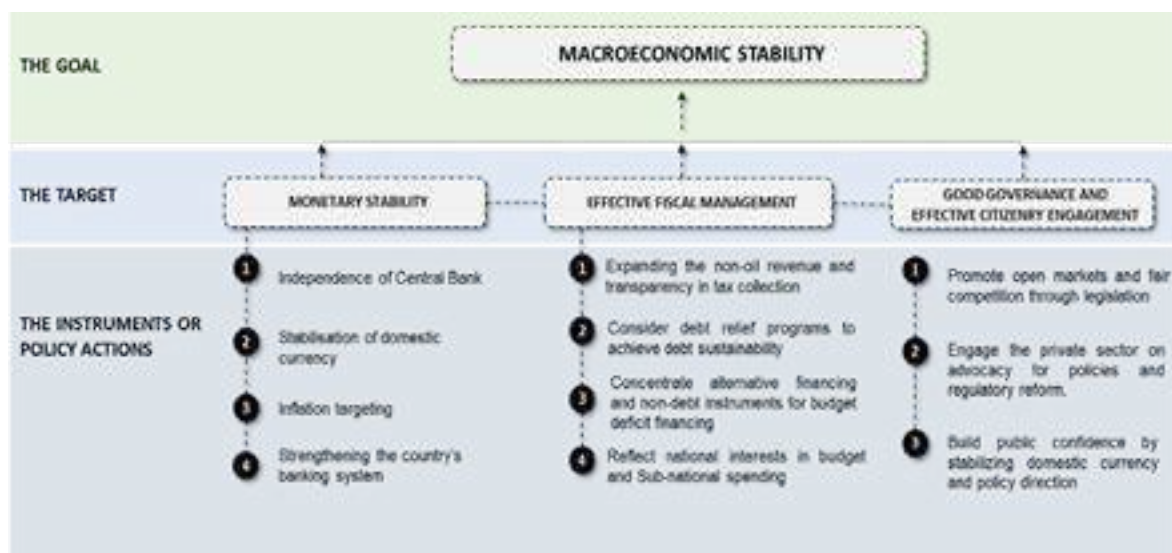 THE GOAL
MACROECONOMIC STABILITY
THE TARGET
MONETARY STABILITY
EFFECTIVE FISCAL MANAGEMENT
GOOD GOVERNANCE AND
EFFECTIVE CITIZENRY ENGAGEMENT
THE INSTRUMENTS OR
POLICY ACTIONS
1 Independence of Central Bank
2 Stabilisation of domestic
currency
3 Inflation targeting
4 Strengthening the country's
banking system
1 Expanding the non-oil revenue and
transparency in tax collection
2 Consider debt relief programs to
achieve debt sustainability
3 Concentrate alternative financing
and non-debt instruments for budget
deficit financing
4 Reflect national interests in budget
and Sub-national spending
1 Promote open markets and fair
competition through legislation
2 Engage the private sector on
advocacy for policies and
regulatory reform.
3 Build public confidence by
stabilizing domestic currency
and policy direction